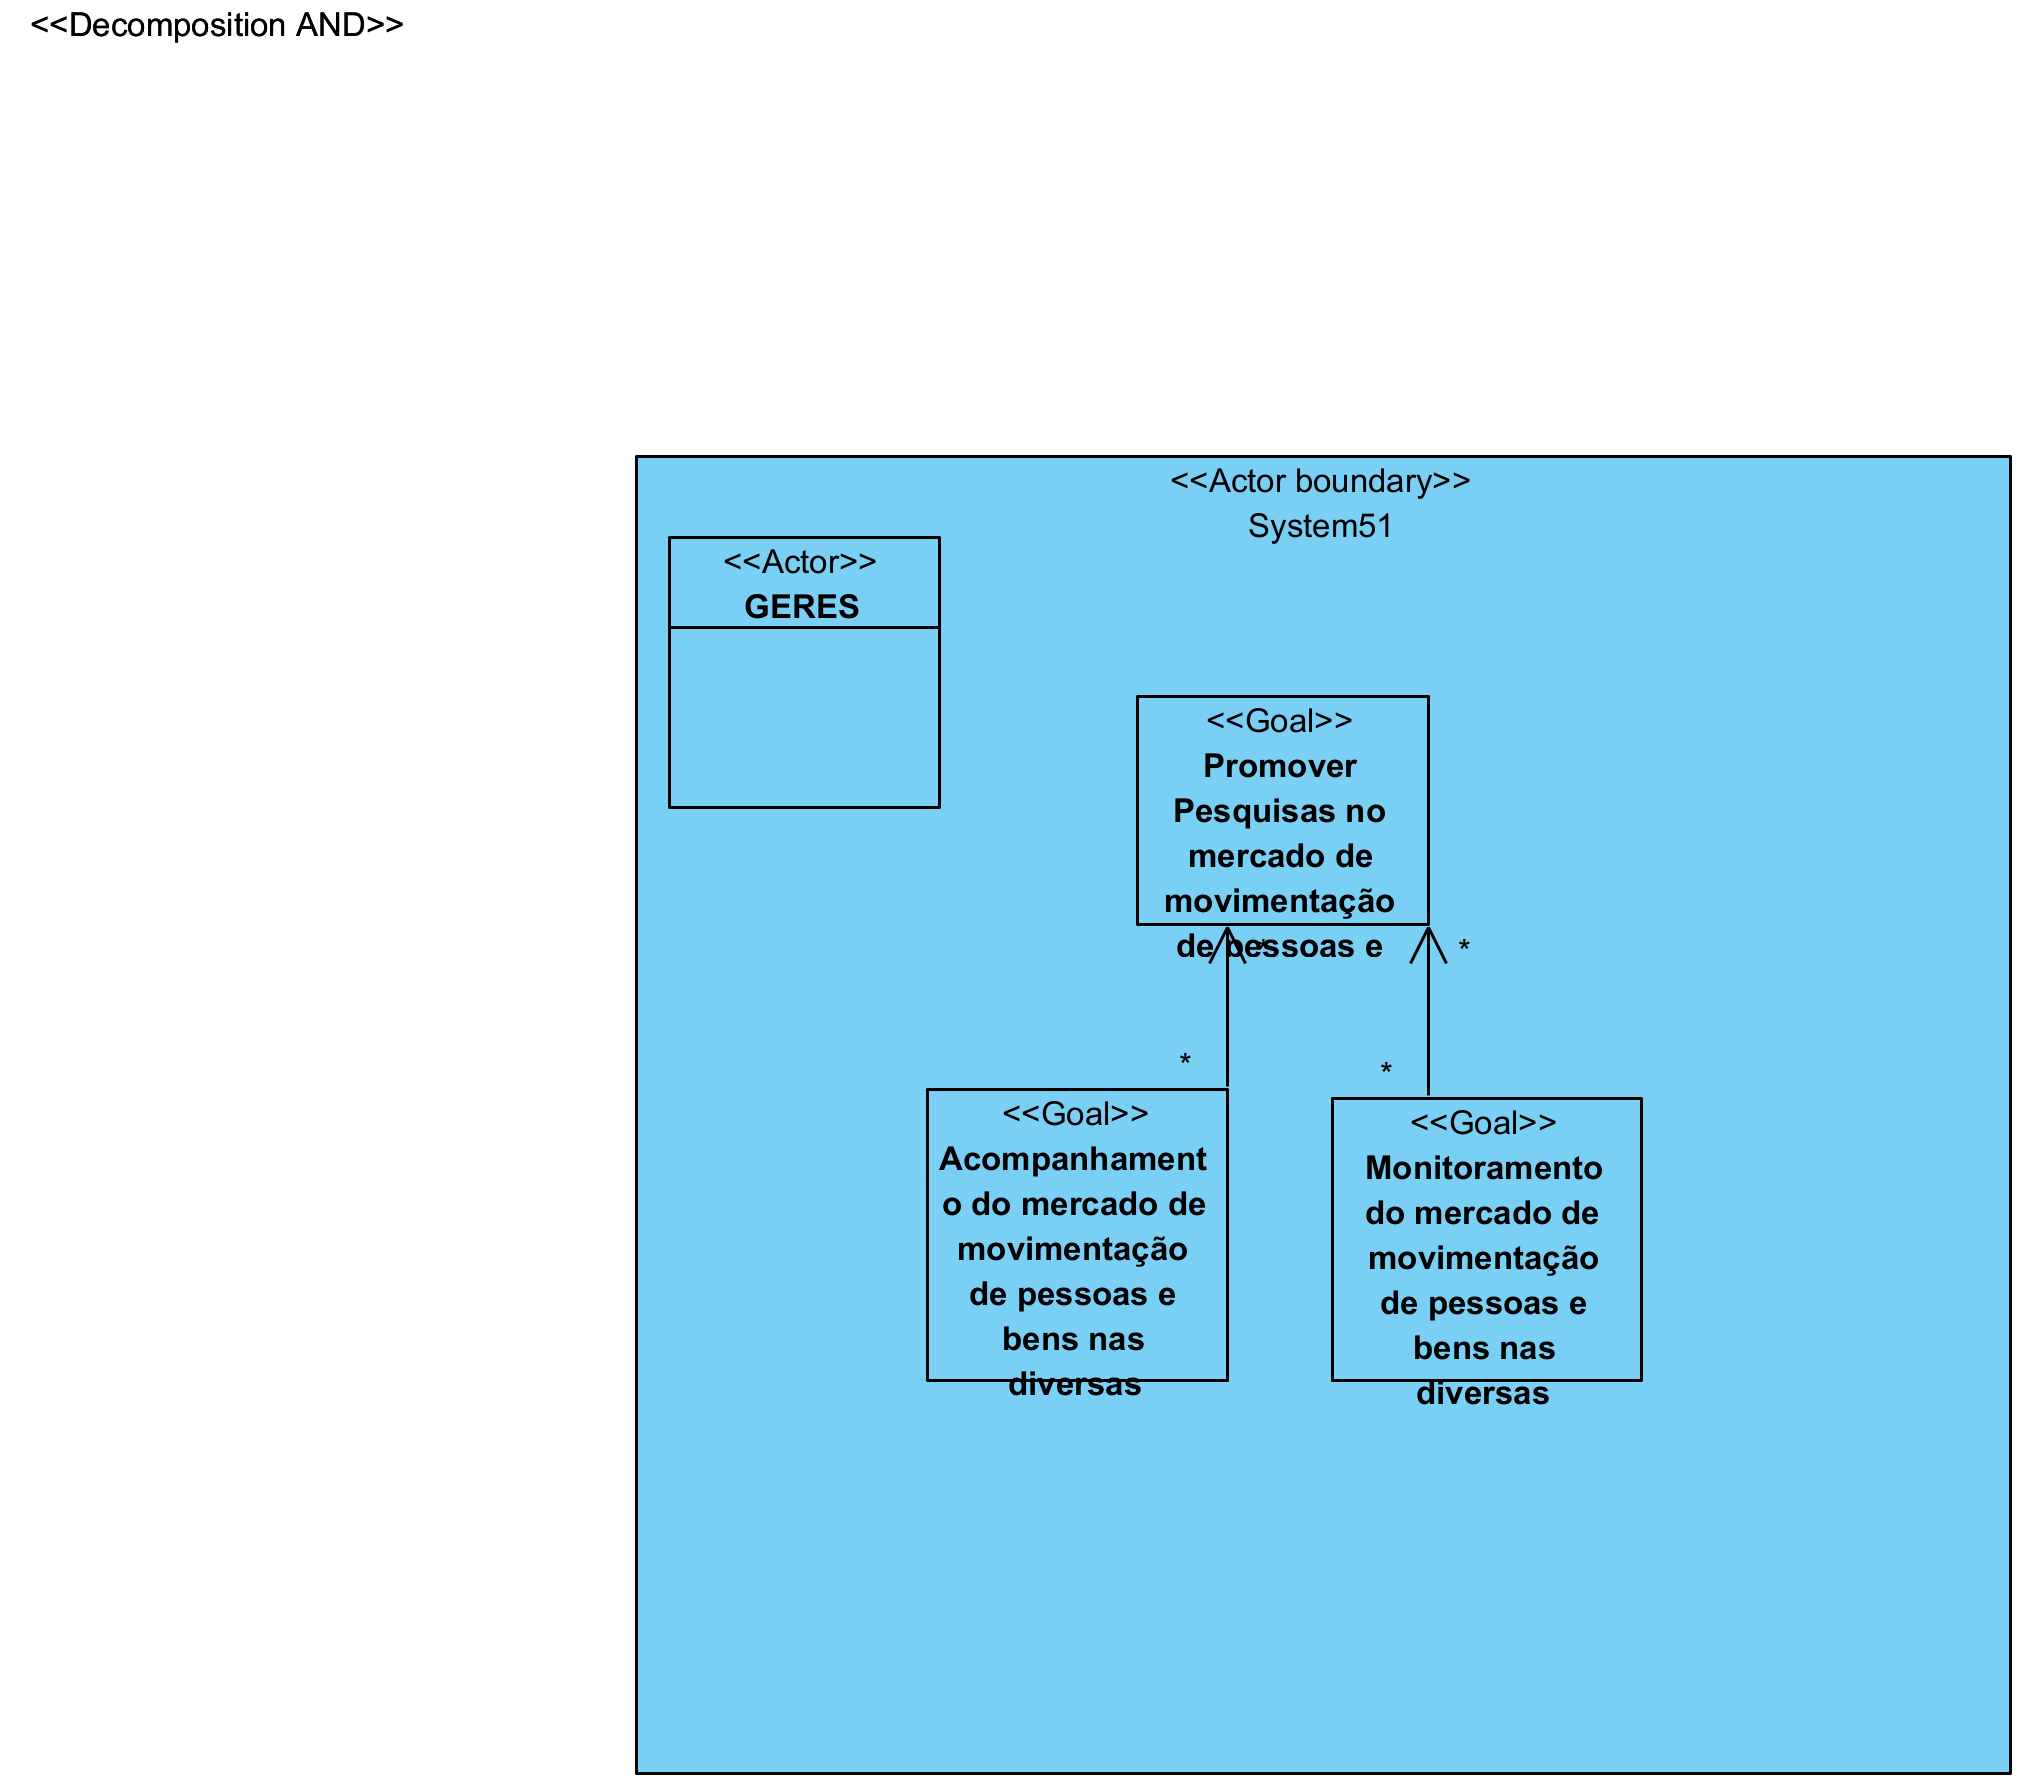 <<Decomposition AND>>
<<Actor boundary>>
System51
<<Actor>>
GERES
<<Goal>>
Promover
Pesquisas no
mercado de
movimentação
de pessoas e
*
*
*
*
<<Goal>>
Acompanhament
o do mercado de
movimentação
de pessoas e
bens nas
diversas
<<Goal>>
Monitoramento
do mercado de
movimentação
de pessoas e
bens nas
diversas